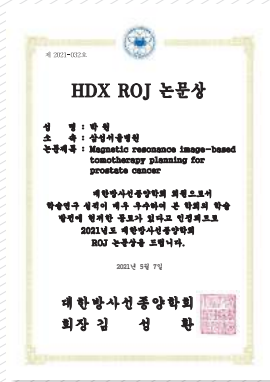 제 2021-032호
HDX ROJ 논문상
성 명 : 박 원
소 속 : 삼성서울병원
논문제목 : Magnetic resonance image-based
tomotherapy planning for
prostate cancer
대한방사선종양학회 회원으로서
학술연구 실적이 매우 우수하여 본 학회의 학술
발전에 현저한 공로가 있다고 인정되므로
2021년도 대한방사선종양학회
ROJ 논문상을 드립니다.
2021년 5월 7일
대한방사선종양학회
회장 김 성 환